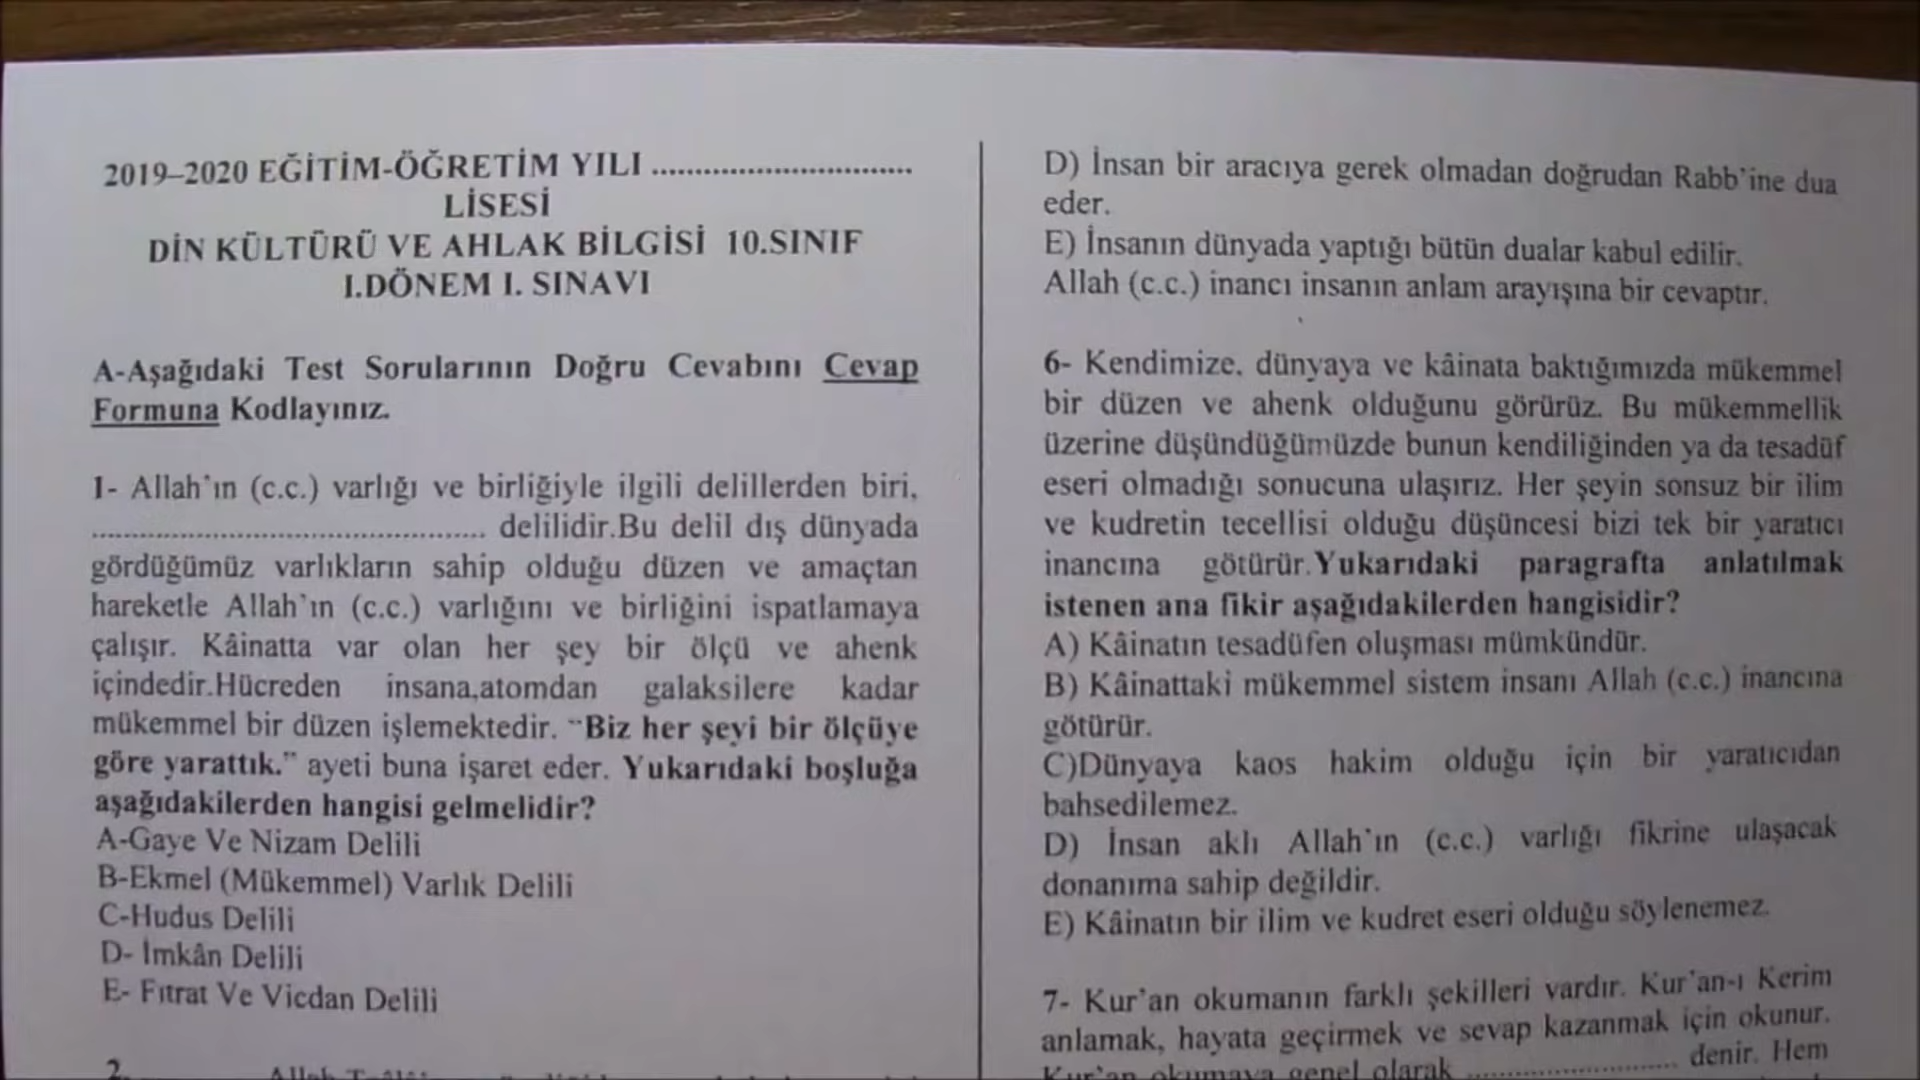 2019–2020 EĞİTİM-ÖĞRETİM YILI ..............................
LİSESİ
DİN KÜLTÜRÜ VE AHLAK BİLGİSİ 10.SINIF
I.DÖNEM I. SINAVI
A-Aşağıdaki Test Sorularının Doğru Cevabını Cevap
Formuna Kodlayınız.
1- Allah'ın (c.c.) varlığı ve birliğiyle ilgili delillerden biri,
............................................. delilidir.Bu delil dış dünyada
gördüğümüz varlıkların sahip olduğu düzen ve amaçtan
hareketle Allah'ın (c.c.) varlığını ve birliğini ispatlamaya
çalışır. Kâinatta var olan her şey bir ölçü ve ahenk
içindedir.Hücreden insana,atomdan galaksilere kadar
mükemmel bir düzen işlemektedir. “Biz her şeyi bir ölçüye
göre yarattık.” ayeti buna işaret eder. Yukarıdaki boşluğa
aşağıdakilerden hangisi gelmelidir?
A-Gaye Ve Nizam Delili
B-Ekmel (Mükemmel) Varlık Delili
C-Hudus Delili
D- İmkân Delili
E- Fıtrat Ve Vicdan Delili
2.
D) İnsan bir aracıya gerek olmadan doğrudan Rabb'ine dua
eder.
E) İnsanın dünyada yaptığı bütün dualar kabul edilir.
Allah (c.c.) inancı insanın anlam arayışına bir cevaptır.
6- Kendimize, dünyaya ve kâinata baktığımızda mükemmel
bir düzen ve ahenk olduğunu görürüz. Bu mükemmellik
üzerine düşündüğümüzde bunun kendiliğinden ya da tesadüf
eseri olmadığı sonucuna ulaşırız. Her şeyin sonsuz bir ilim
ve kudretin tecellisi olduğu düşüncesi bizi tek bir yaratıcı
inancına götürür.Yukarıdaki paragrafta anlatılmak
istenen ana fikir aşağıdakilerden hangisidir?
A) Kâinatın tesadüfen oluşması mümkündür.
B) Kâinattaki mükemmel sistem insanı Allah (c.c.) inancına
götürür.
C)Dünyaya kaos hakim olduğu için bir yaratıcıdan
bahsedilemez.
D) İnsan aklı Allah'ın (c.c.) varlığı fikrine ulaşacak
donanıma sahip değildir.
E) Kâinatın bir ilim ve kudret eseri olduğu söylenemez.
7- Kur'an okumanın farklı şekilleri vardır. Kur'an-ı Kerim
anlamak, hayata geçirmek ve sevap kazanmak için okunur.
Kur'an okumaya genel olarak ........................ denir. Hem